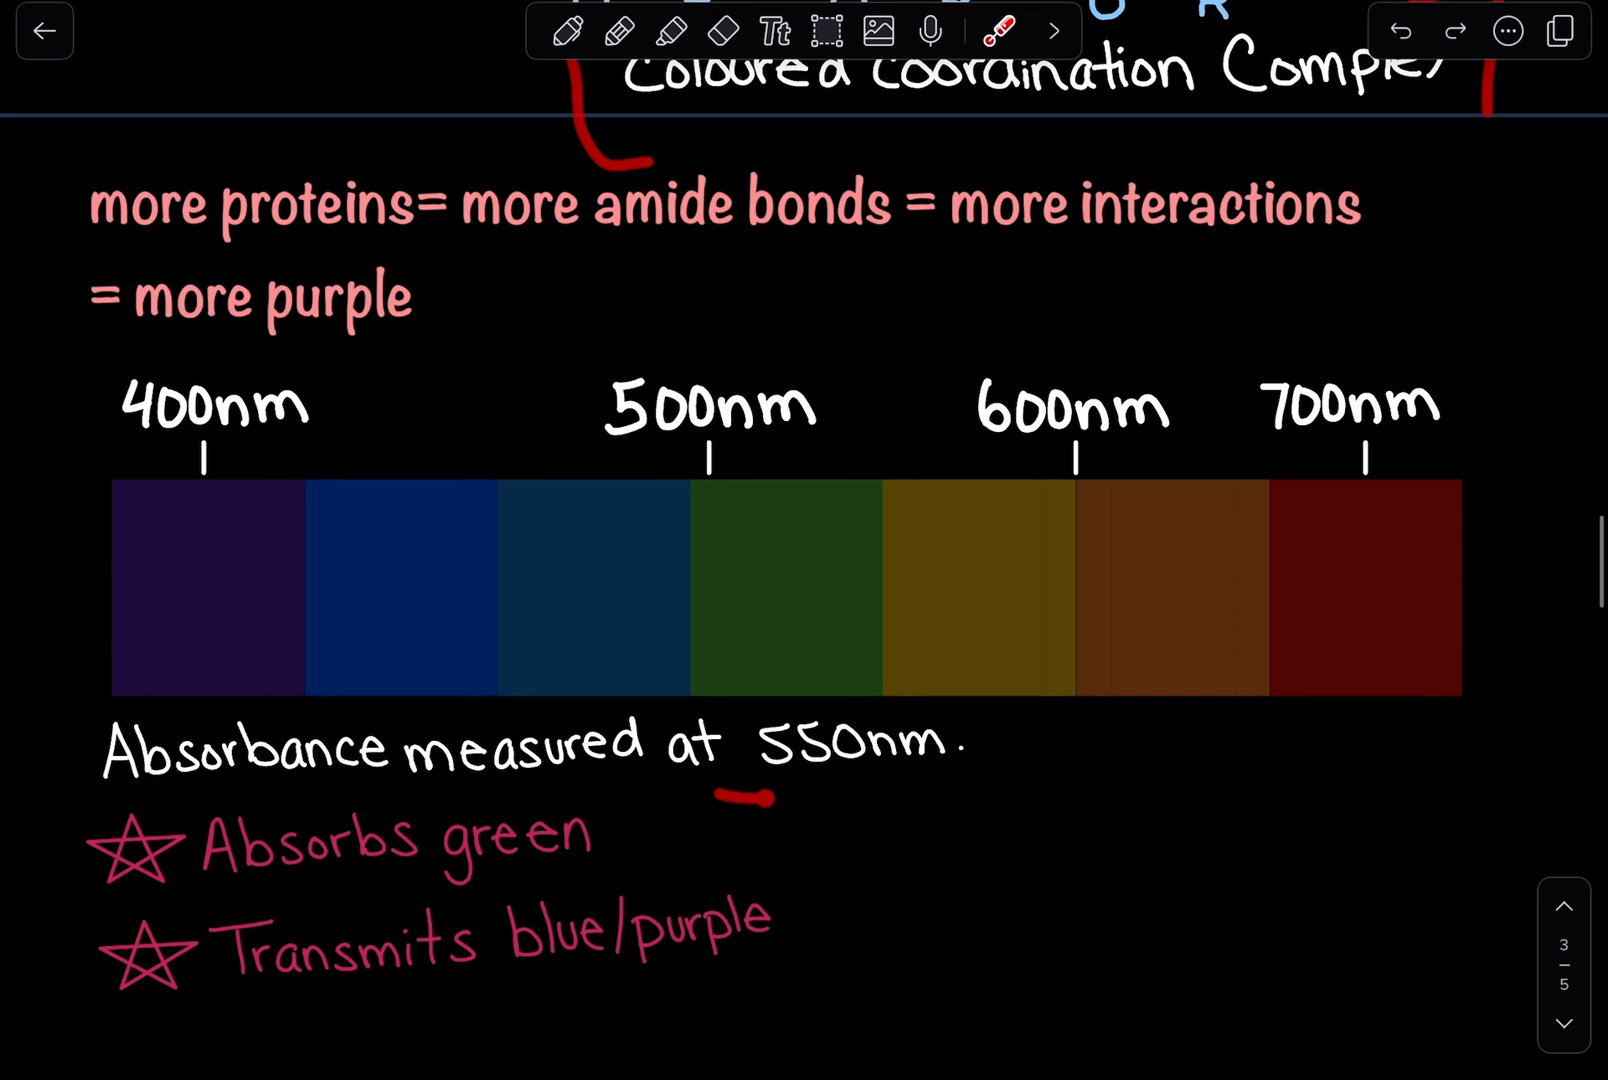 Coloured Coordination Complex
more proteins= more amide bonds = more interactions
= more purple
400nm 500nm 600nm 700nm
Absorbance measured at 550nm.
Absorbs green
Transmits blue/purple
Tt
3
5